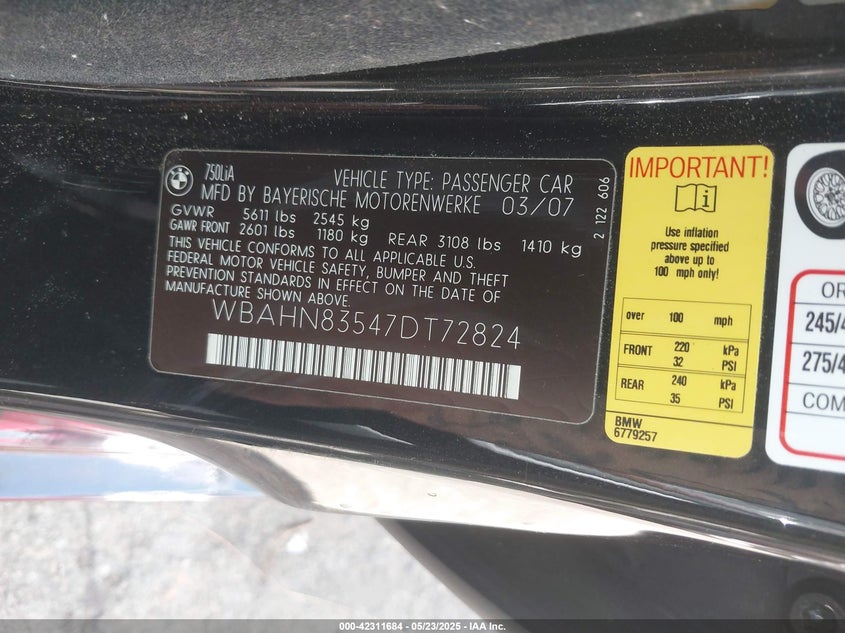 BMW
750LiA
VEHICLE TYPE: PASSENGER CAR
MFD BY BAYERISCHE MOTORENWERKE 03/07
GVWR 5611 lbs 2545 kg
GAWR FRONT 2601 lbs 1180 kg REAR 3108 lbs 1410 kg
THIS VEHICLE CONFORMS TO ALL APPLICABLE U.S.
FEDERAL MOTOR VEHICLE SAFETY, BUMPER AND THEFT
PREVENTION STANDARDS IN EFFECT ON THE DATE OF
MANUFACTURE SHOWN ABOVE.
WBAHN83547DT72824
2 122 606
IMPORTANT!
Use inflation
pressure specified
above up to
100 mph only!
over 100 mph
FRONT 220 kPa
32 PSI
REAR 240 kPa
35 PSI
BMW
6779257
OR
245/4
275/4
COM
000-42311684 - 05/23/2025 - IAA Inc.